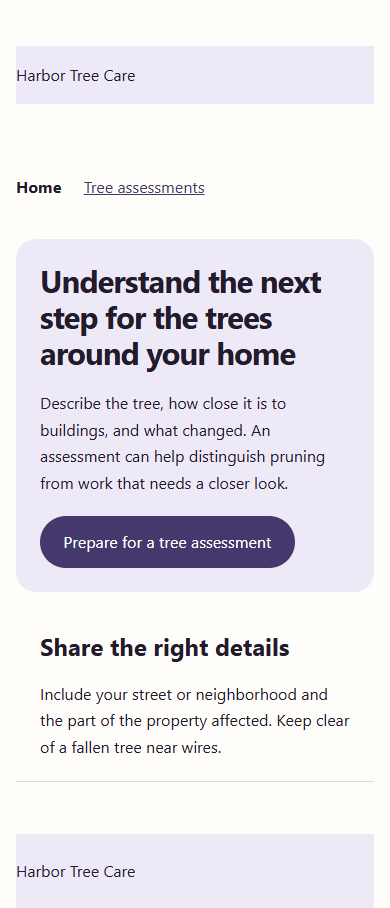 Harbor Tree Care
Home Tree assessments
Understand the next
step for the trees
around your home
Describe the tree, how close it is to
buildings, and what changed. An
assessment can help distinguish pruning
from work that needs a closer look.
Prepare for a tree assessment
Share the right details
Include your street or neighborhood and
the part of the property affected. Keep clear
of a fallen tree near wires.
Harbor Tree Care